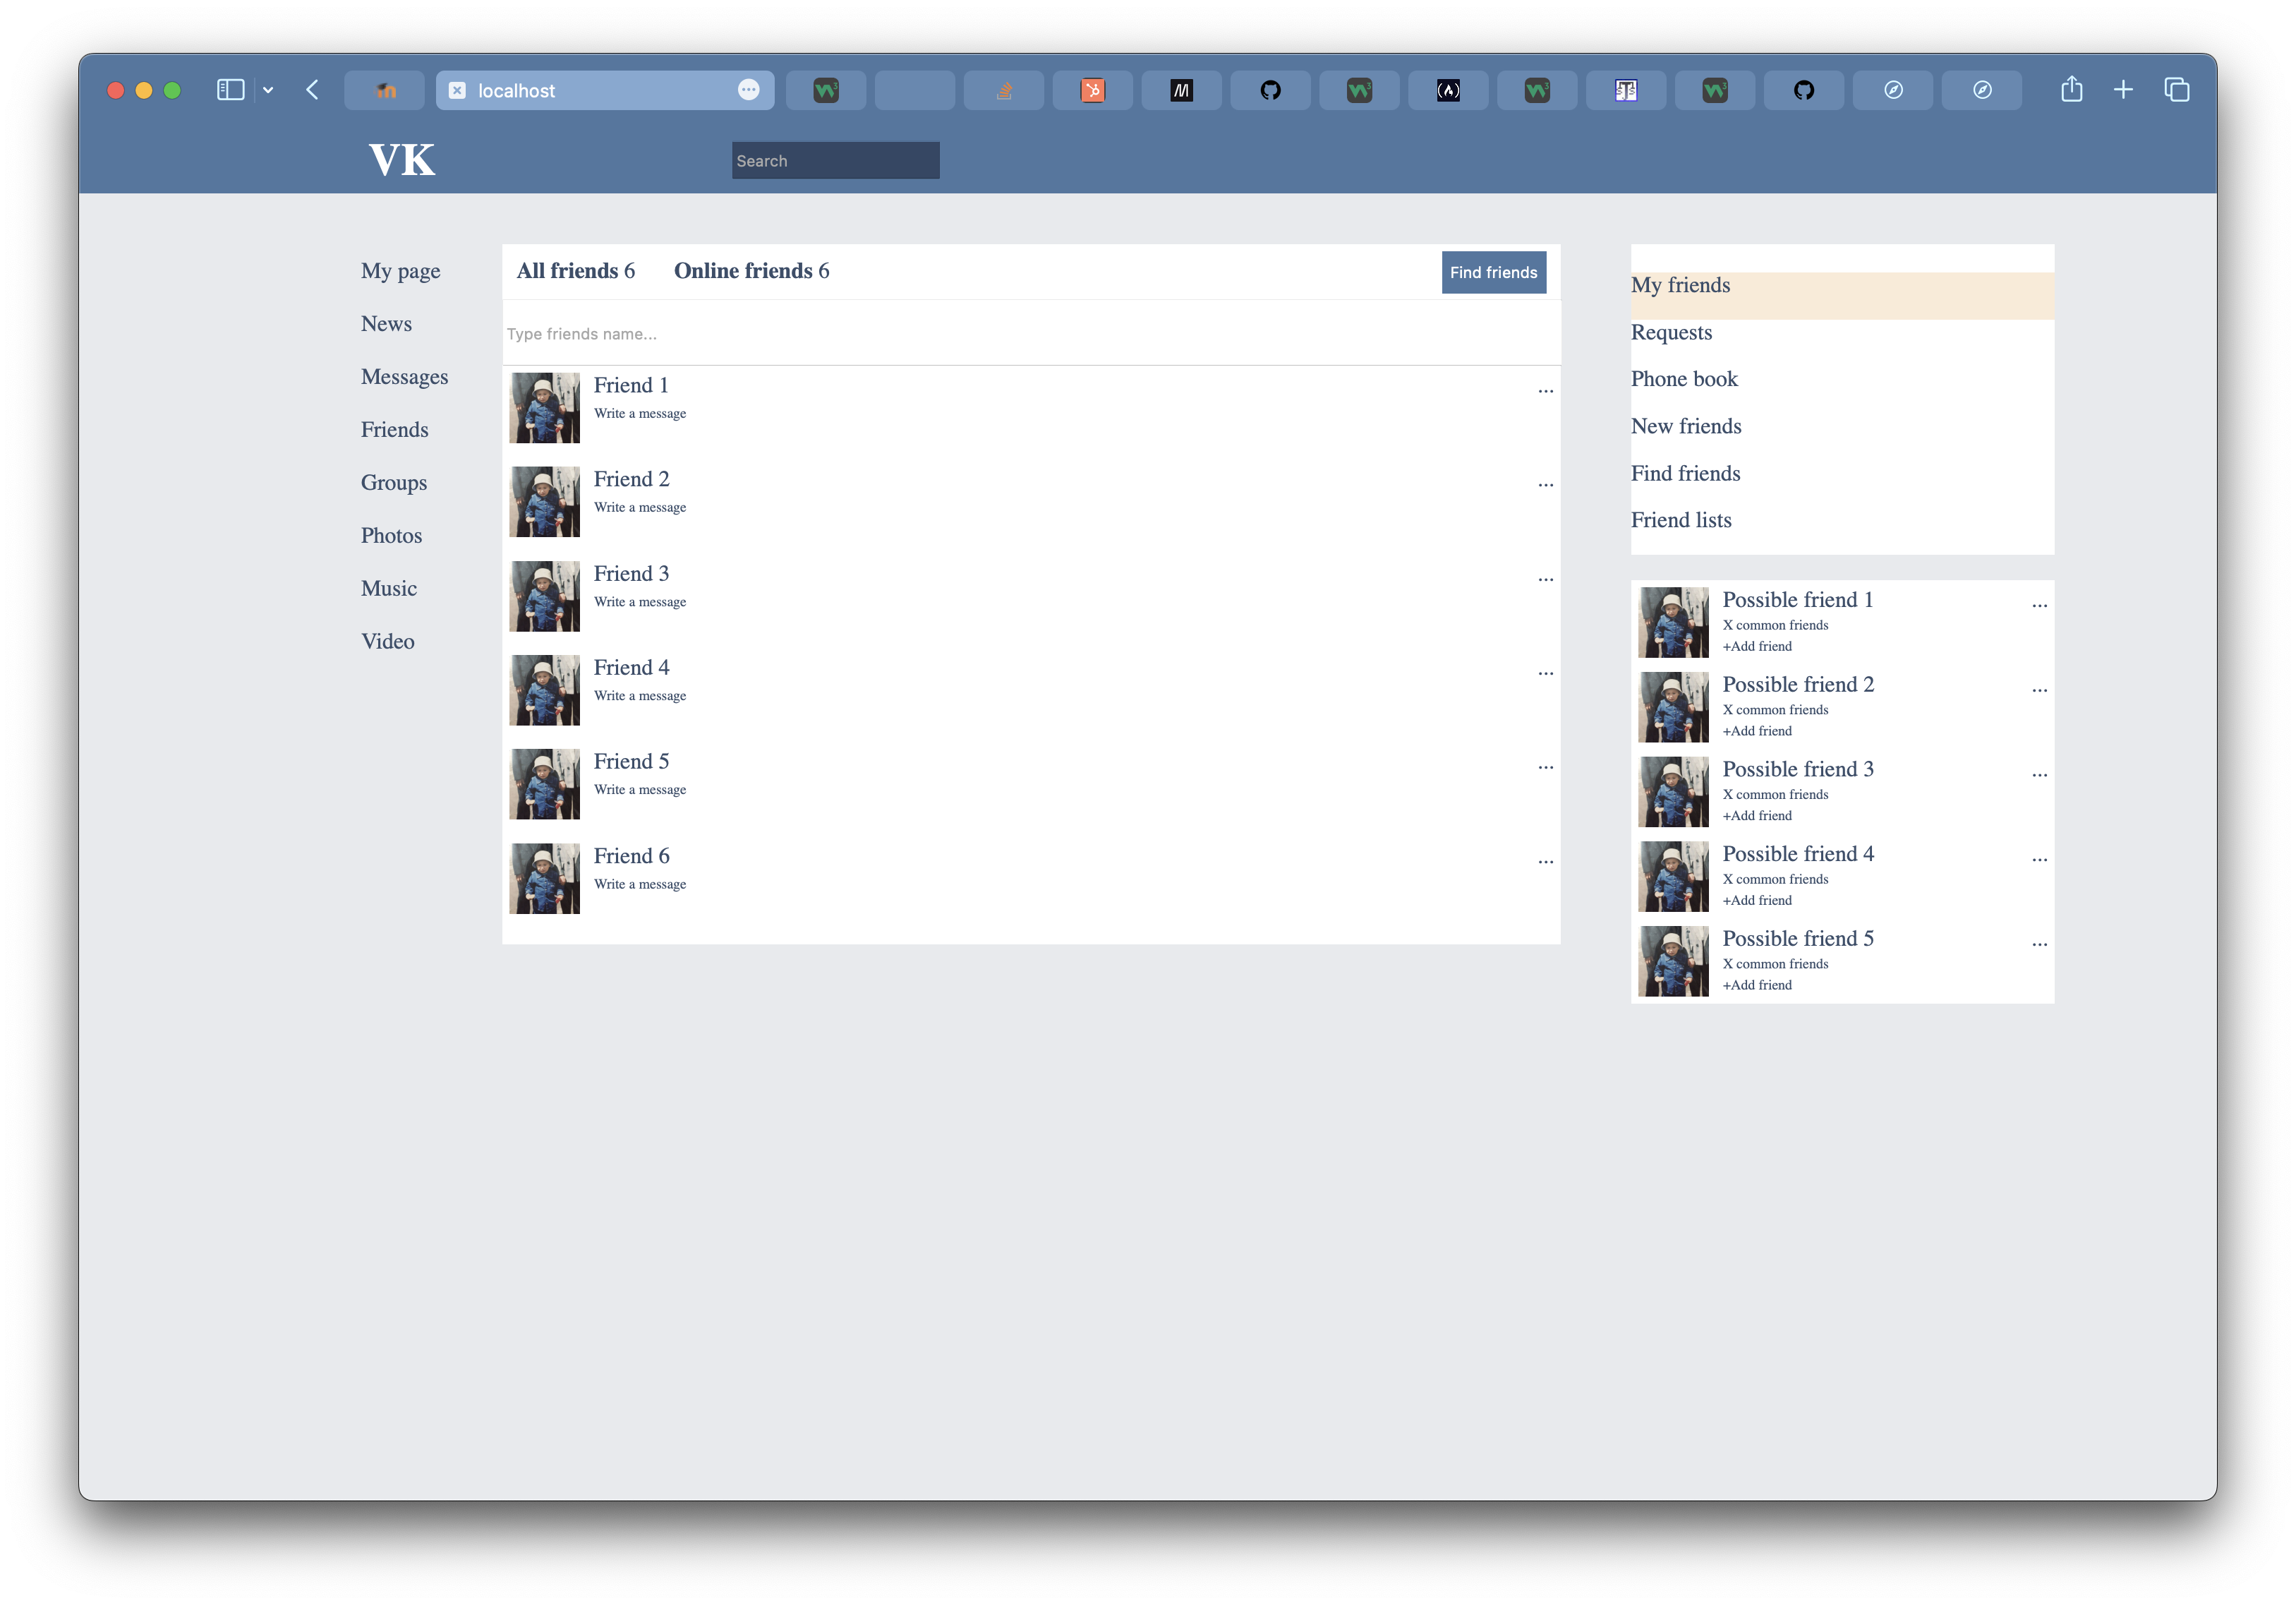 localhost
VK
Search
My page
News
Messages
Friends
Groups
Photos
Music
Video
All friends 6 Online friends 6 Find friends
Type friends name...
Friend 1 ...
Write a message
Friend 2 ...
Write a message
Friend 3 ...
Write a message
Friend 4 ...
Write a message
Friend 5 ...
Write a message
Friend 6 ...
Write a message
My friends
Requests
Phone book
New friends
Find friends
Friend lists
Possible friend 1 ...
X common friends
+Add friend
Possible friend 2 ...
X common friends
+Add friend
Possible friend 3 ...
X common friends
+Add friend
Possible friend 4 ...
X common friends
+Add friend
Possible friend 5 ...
X common friends
+Add friend